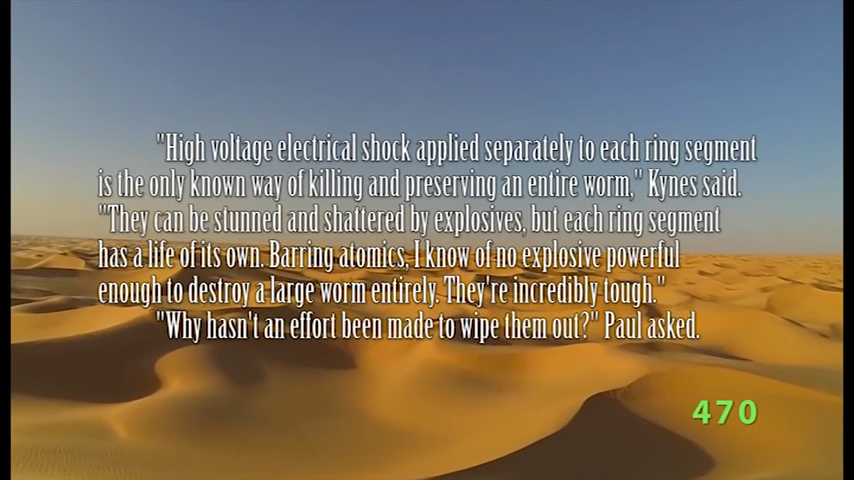 "High voltage electrical shock applied separately to each ring segment
is the only known way of killing and preserving an entire worm," Kynes said.
"They can be stunned and shattered by explosives, but each ring segment
has a life of its own. Barring atomics, I know of no explosive powerful
enough to destroy a large worm entirely. They're incredibly tough."
"Why hasn't an effort been made to wipe them out?" Paul asked.
470